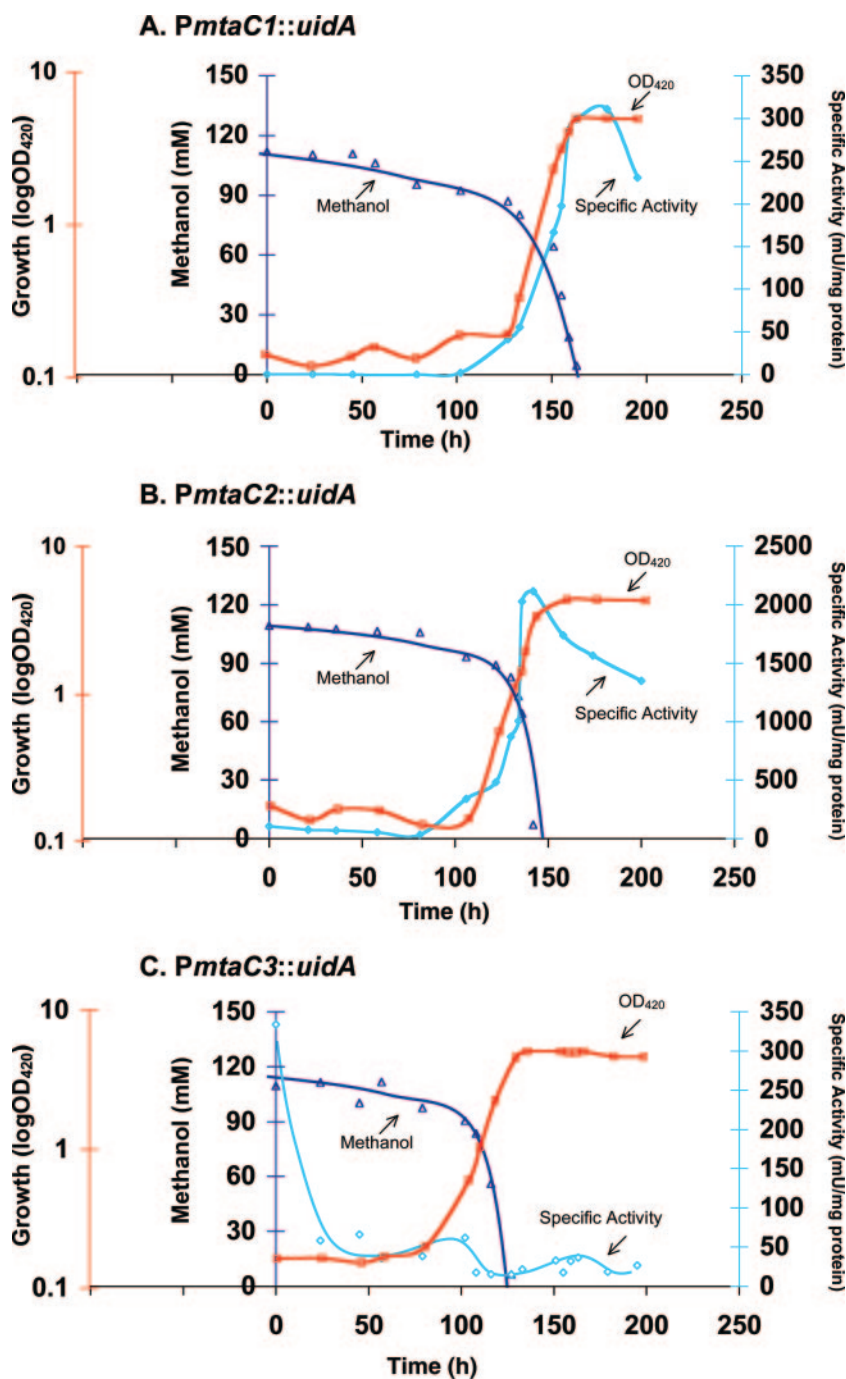 A. PmtaC1::uidA
10
1
0.1
Growth (logOD420)
150
120
90
60
30
0
Methanol (mM)
OD420
Methanol
Specific Activity
350
300
250
200
150
100
50
0
Specific Activity
(mU/mg protein)
0
50
100
150
200
250
Time (h)
B. PmtaC2::uidA
10
1
0.1
Growth (logOD420)
150
120
90
60
30
0
Methanol (mM)
OD420
Methanol
Specific Activity
2500
2000
1500
1000
500
0
Specific Activity (mU/mg protein)
0
50
100
150
200
250
Time (h)
C. PmtaC3::uidA
10
1
0.1
Growth (logOD420)
150
120
90
60
30
0
Methanol (mM)
OD420
Methanol
Specific Activity
350
300
250
200
150
100
50
0
Specific Activity (mU/mg protein)
0
50
100
150
200
250
Time (h)